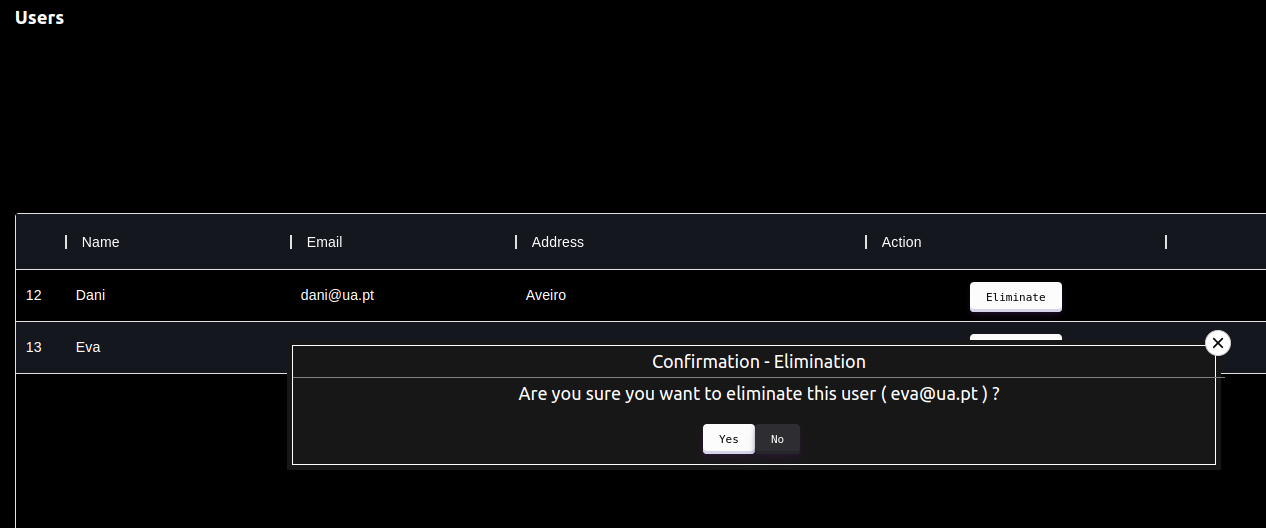 Users
Name Email Address Action
12 Dani dani@ua.pt Aveiro Eliminate
13 Eva
Confirmation - Elimination
Are you sure you want to eliminate this user ( eva@ua.pt ) ?
Yes No